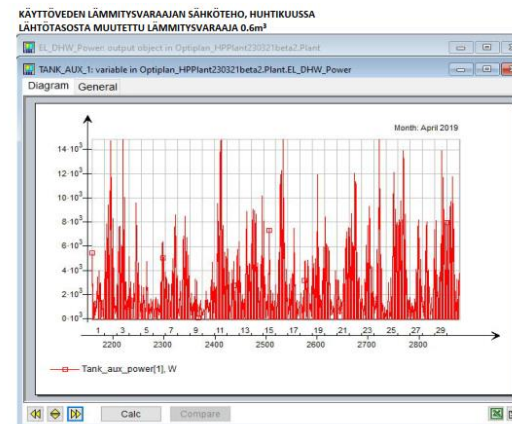 KÄYTTÖVEDEN LÄMMITYSVARAAJAN SÄHKÖTEHO, HUHTIKUUSSA
LÄHTÖTASOSTA MUUTETTU LÄMMITYSVARAAJA 0.6m³
EL_DHW_Power: output object in Optiplan_HPPlant230321beta2.Plant
TANK_AUX_1: variable in Optiplan_HPPlant230321beta2.Plant.EL_DHW_Power
Diagram General
Month: April 2019
14·10³
12·10³
10·10³
8·10³
6·10³
4·10³
2·10³
0·10³
1 3 5 7 9 11 13 15 17 19 21 23 25 27 29
2200 2300 2400 2500 2600 2700 2800
Tank_aux_power[1], W
Calc Compare